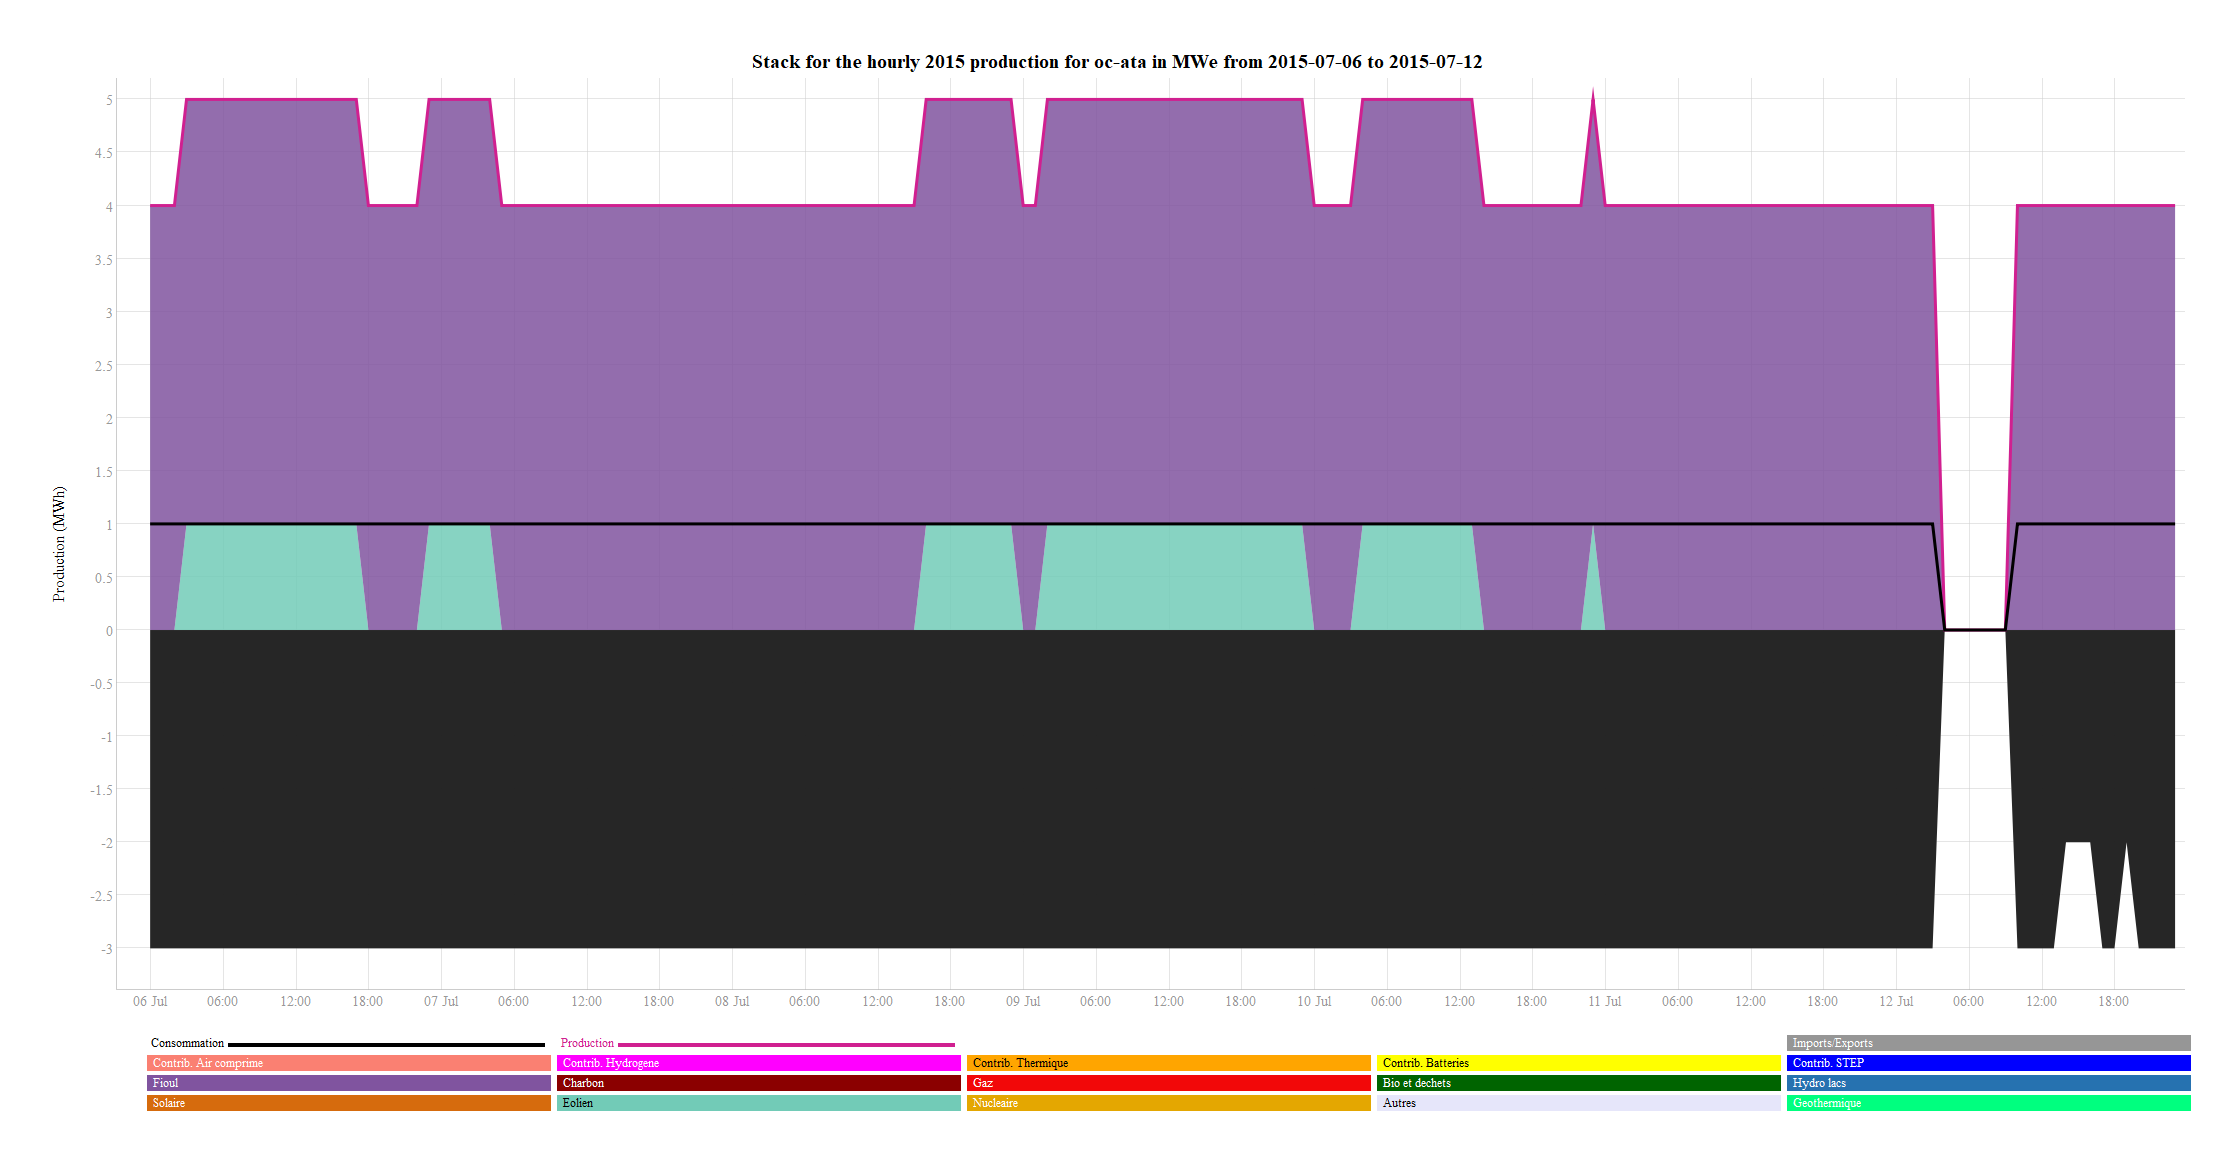 Stack for the hourly 2015 production for oc-ata in MWe from 2015-07-06 to 2015-07-12
Production (MWh)
5
4.5
4
3.5
3
2.5
2
1.5
1
0.5
0
-0.5
-1
-1.5
-2
-2.5
-3
06 Jul 06:00 12:00 18:00 07 Jul 06:00 12:00 18:00 08 Jul 06:00 12:00 18:00 09 Jul 06:00 12:00 18:00 10 Jul 06:00 12:00 18:00 11 Jul 06:00 12:00 18:00 12 Jul 06:00 12:00 18:00
Consommation Production Imports/Exports
Contrib. Air comprime Contrib. Hydrogene Contrib. Thermique Contrib. Batteries Contrib. STEP
Fioul Charbon Gaz Bio et dechets Hydro lacs
Solaire Eolien Nucleaire Autres Geothermique